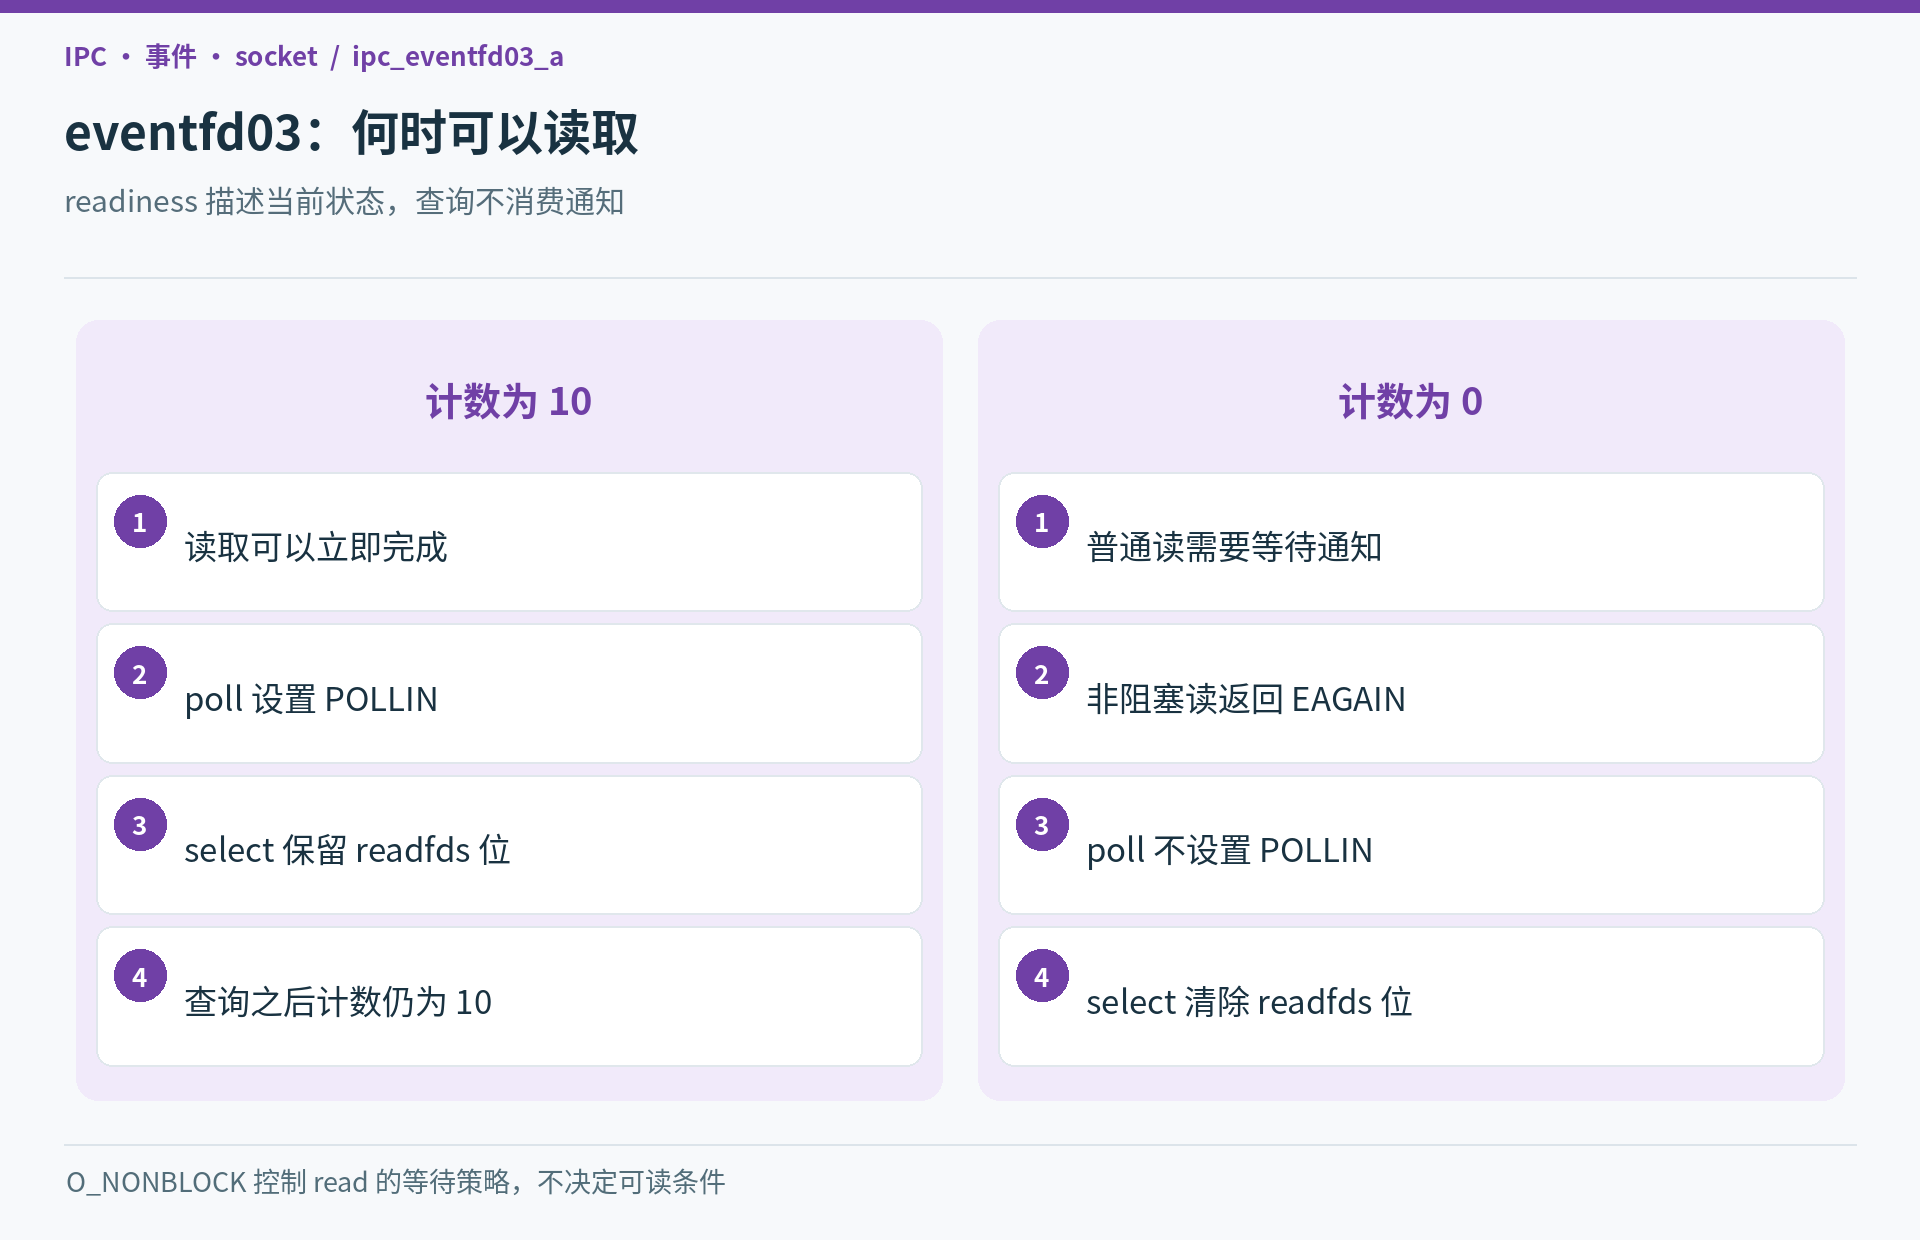 IPC · 事件 · socket / ipc_eventfd03_a
eventfd03：何时可以读取
readiness 描述当前状态，查询不消费通知
计数为 10
1
读取可以立即完成
2
poll 设置 POLLIN
3
select 保留 readfds 位
4
查询之后计数仍为 10
计数为 0
1
普通读需要等待通知
2
非阻塞读返回 EAGAIN
3
poll 不设置 POLLIN
4
select 清除 readfds 位
O_NONBLOCK 控制 read 的等待策略，不决定可读条件